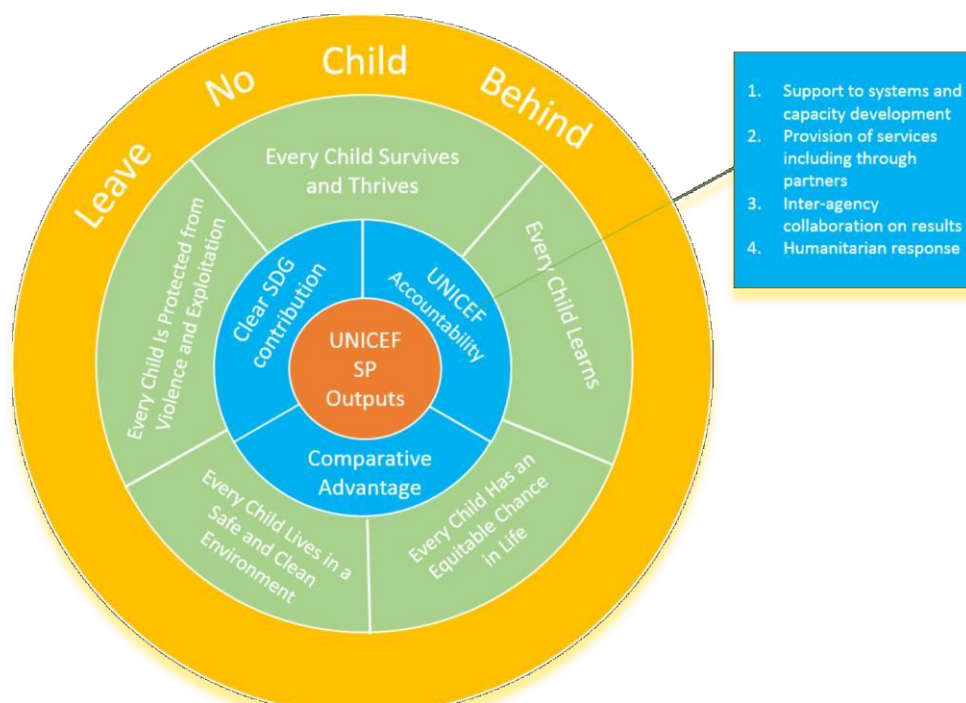 Leave No Child Behind
Every Child Survives
and Thrives
Every Child Is Protected from
Violence and Exploitation
Every Child Learns
Every Child Lives in a
Safe and Clean
Environment
Every Child Has an
Equitable Chance
in Life
Clear SDG
contribution
UNICEF
Accountability
Comparative
Advantage
UNICEF
SP
Outputs
1. Support to systems and
capacity development
2. Provision of services
including through
partners
3. Inter-agency
collaboration on results
4. Humanitarian response